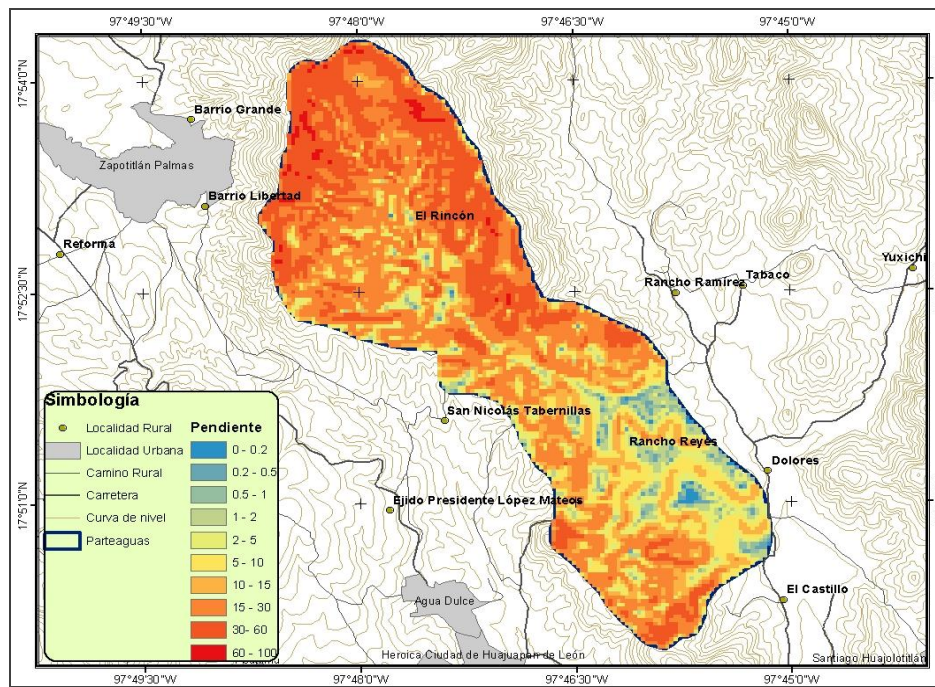 97°49'30"W 97°48'0"W 97°46'30"W 97°45'0"W
17°54'0"N
17°52'30"N
17°51'0"N
Barrio Grande
Zapotitlán Palmas
Barrio Libertad
El Rincón
Reforma
Yuxichi
Tabaco
Rancho Ramírez
San Nicolás Tabernillas
Rancho Reyes
Dolores
Ejido Presidente López Mateos
El Castillo
Agua Dulce
Heroica Ciudad de Huajuapan de León
Santiago Huajolotitlán
Simbología
Localidad Rural
Localidad Urbana
Camino Rural
Carretera
Curva de nivel
Parteaguas
Pendiente
0 - 0.2
0.2 - 0.5
0.5 - 1
1 - 2
2 - 5
5 - 10
10 - 15
15 - 30
30 - 60
60 - 100
97°49'30"W 97°48'0"W 97°46'30"W 97°45'0"W